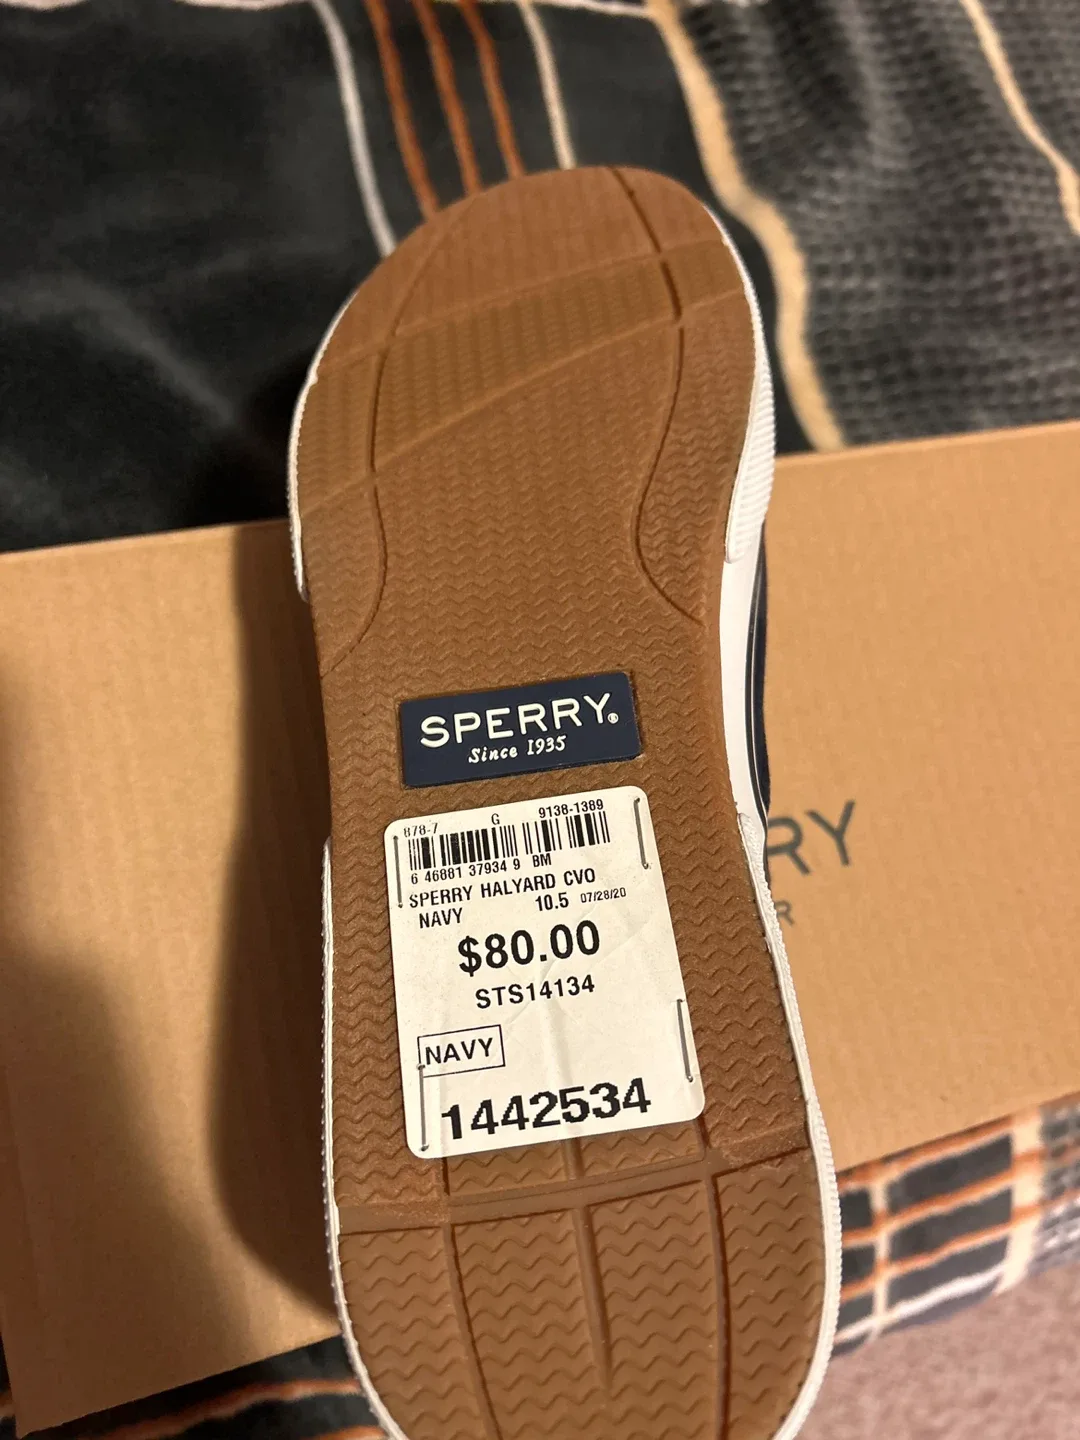 SPERRY®
Since 1935
878-7 G 9138-1389
6 46881 37934 9 BM
SPERRY HALYARD CVO
NAVY 10.5 07/28/20
$80.00
STS14134
NAVY
1442534
RY
R